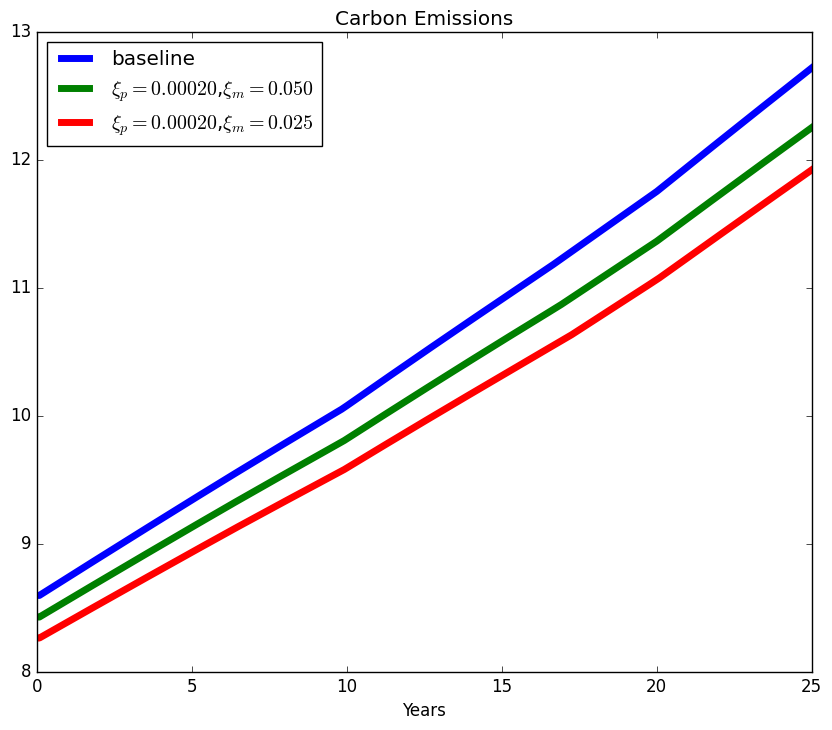 Carbon Emissions
13
12
11
10
9
8
baseline
ξₚ = 0.00020,ξₘ = 0.050
ξₚ = 0.00020,ξₘ = 0.025
0 5 10 15 20 25
Years